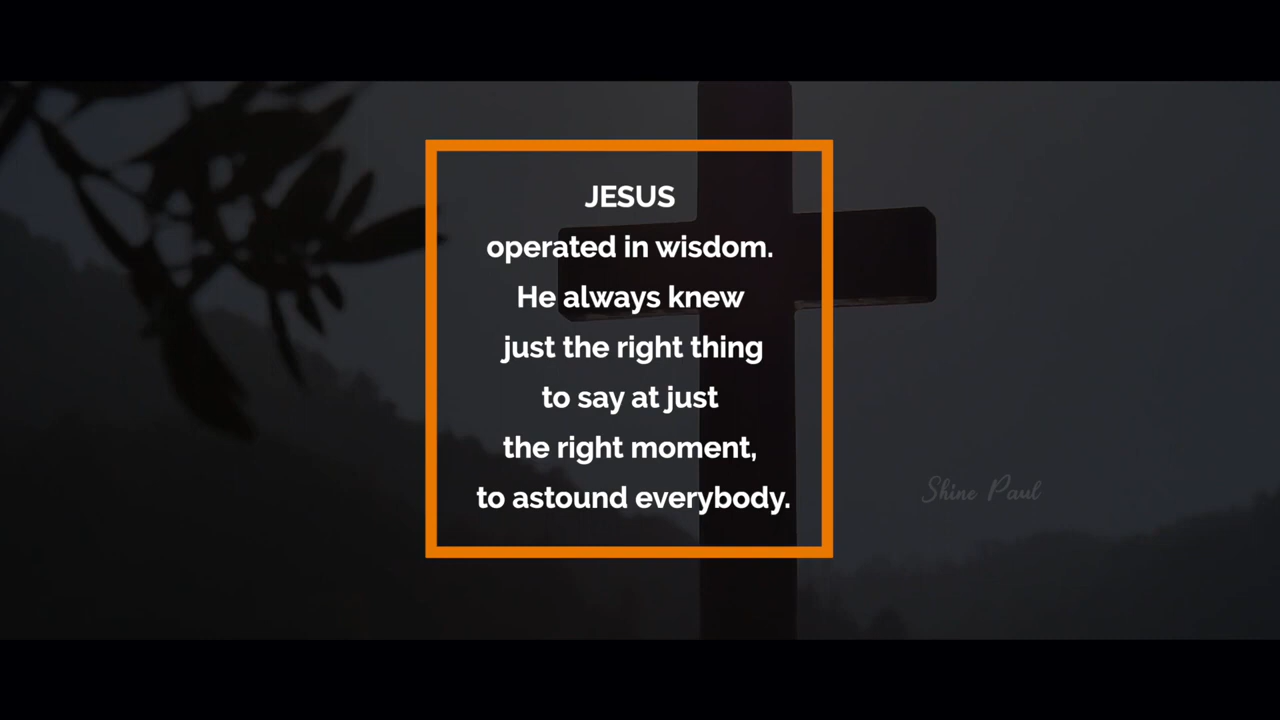 JESUS
operated in wisdom.
He always knew
just the right thing
to say at just
the right moment,
to astound everybody.
Shine Paul